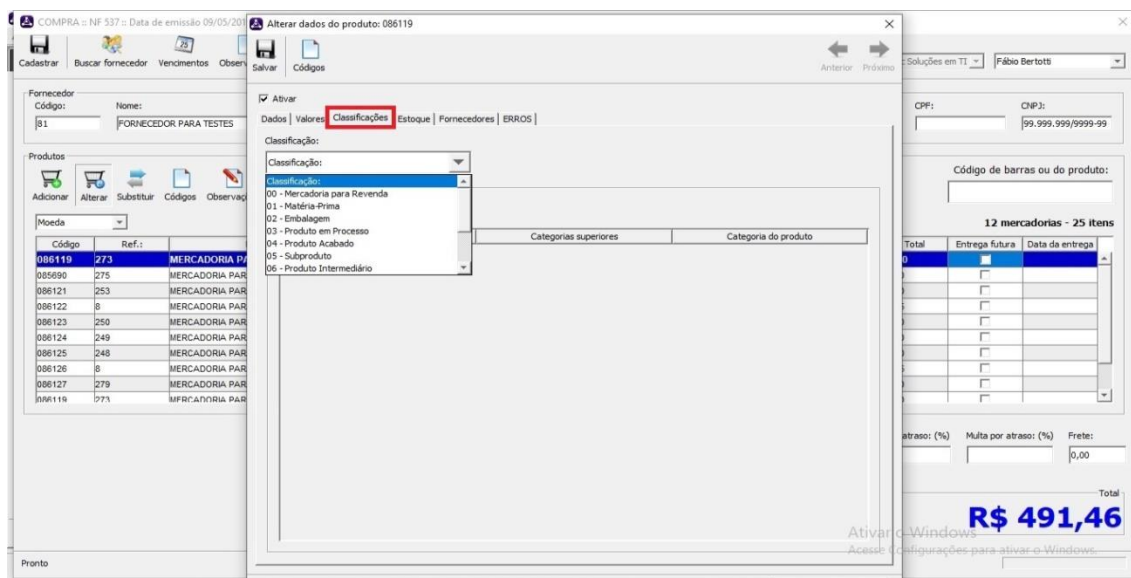 COMPRA :: NF 537 :: Data de emissão 09/05/201
Cadastrar
Buscar fornecedor
Vencimentos
Observ
Fornecedor
Código:
Nome:
81
FORNECEDOR PARA TESTES
Produtos
Adicionar
Alterar
Substituir
Códigos
Observaç
Moeda
Código
Ref.:
086119 273 MERCADORIA PA
085690 275 MERCADORIA PAR
086121 253 MERCADORIA PAR
086122 8 MERCADORIA PAR
086123 250 MERCADORIA PAR
086124 249 MERCADORIA PAR
086125 248 MERCADORIA PAR
086126 8 MERCADORIA PAR
086127 279 MERCADORIA PAR
086119 273 MERCADORIA PAR
Pronto
Alterar dados do produto: 086119
Salvar
Códigos
Anterior
Próximo
Ativar
Dados
Valores
Classificações
Estoque
Fornecedores
ERROS
Classificação:
Classificação:
Classificação:
00 - Mercadoria para Revenda
01 - Matéria-Prima
02 - Embalagem
03 - Produto em Processo
04 - Produto Acabado
05 - Subproduto
06 - Produto Intermediário
Categorias superiores
Categoria do produto
: Soluções em TI
Fábio Bertotti
CPF:
CNPJ:
99.999.999/9999-99
Código de barras ou do produto:
12 mercadorias - 25 itens
Total
Entrega futura
Data da entrega
atraso: (%)
Multa por atraso: (%)
Frete:
0,00
Total
R$ 491,46
Ativar o Windows
Acesse Configurações para ativar o Windows.